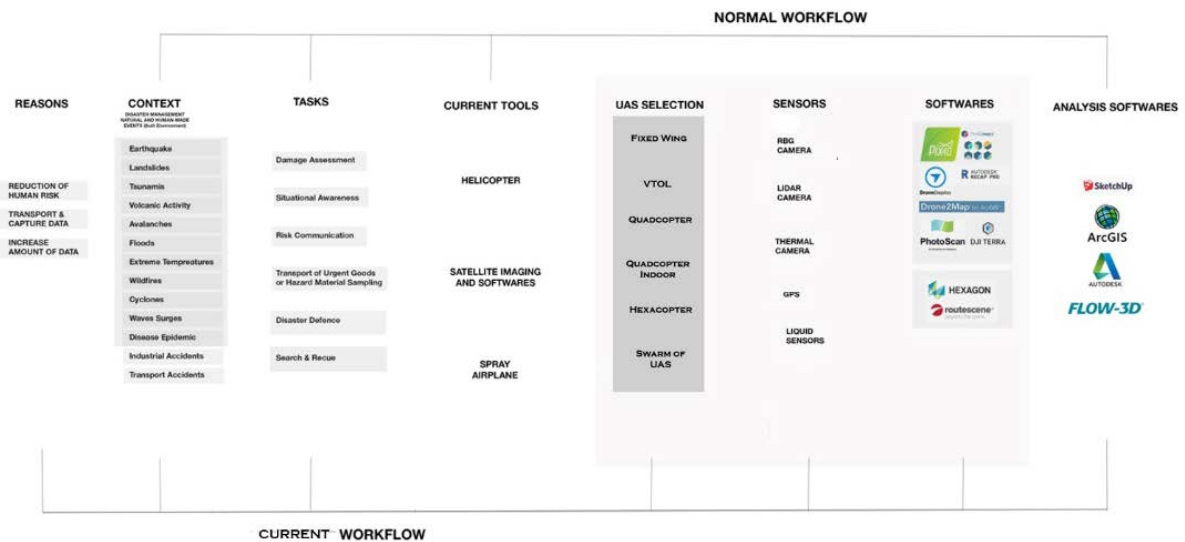 NORMAL WORKFLOW
REASONS
REDUCTION OF
HUMAN RISK
TRANSPORT &
CAPTURE DATA
INCREASE
AMOUNT OF DATA
CONTEXT
DISASTER MANAGEMENT
NATURAL AND HUMAN-MADE
EVENTS (Built Environment)
Earthquake
Landslides
Tsunamis
Volcanic Activity
Avalanches
Floods
Extreme Tempreatures
Wildfires
Cyclones
Waves Surges
Disease Epidemic
Industrial Accidents
Transport Accidents
TASKS
Damage Assessment
Situational Awareness
Risk Communication
Transport of Urgent Goods
or Hazard Material Sampling
Disaster Defence
Search & Recue
CURRENT TOOLS
HELICOPTER
SATELLITE IMAGING
AND SOFTWARES
SPRAY
AIRPLANE
UAS SELECTION
FIXED WING
VTOL
QUADCOPTER
QUADCOPTER
INDOOR
HEXACOPTER
SWARM OF
UAS
SENSORS
RBG
CAMERA
LIDAR
CAMERA
THERMAL
CAMERA
GPS
LIQUID
SENSORS
SOFTWARES
AUTODESK
RECAP PRO
DroneDeploy
Drone2Map
PhotoScan
DJI TERRA
HEXAGON
routescene
ANALYSIS SOFTWARES
SketchUp
ArcGIS
AUTODESK
FLOW-3D
CURRENT WORKFLOW